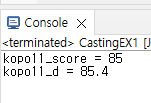 Console
<terminated> CastingEX1 [J
kopo11_score = 85
kopo11_d = 85.4